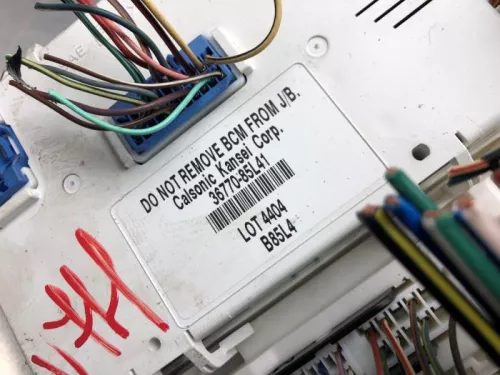 DO NOT REMOVE BCM FROM J/B.
Calsonic Kansei Corp.
36770-85L41
LOT 4404
B85L4